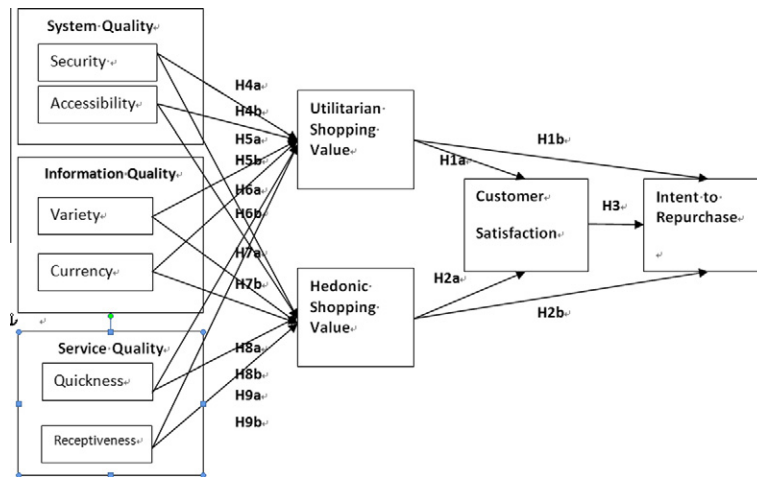 System Quality
Security
Accessibility
Information Quality
Variety
Currency
Service Quality
Quickness
Receptiveness
H4a
H4b
H5a
H5b
H6a
H6b
H7a
H7b
H8a
H8b
H9a
H9b
Utilitarian
Shopping
Value
Hedonic
Shopping
Value
H1b
H1a
H2a
H2b
Customer
Satisfaction
H3
Intent to
Repurchase